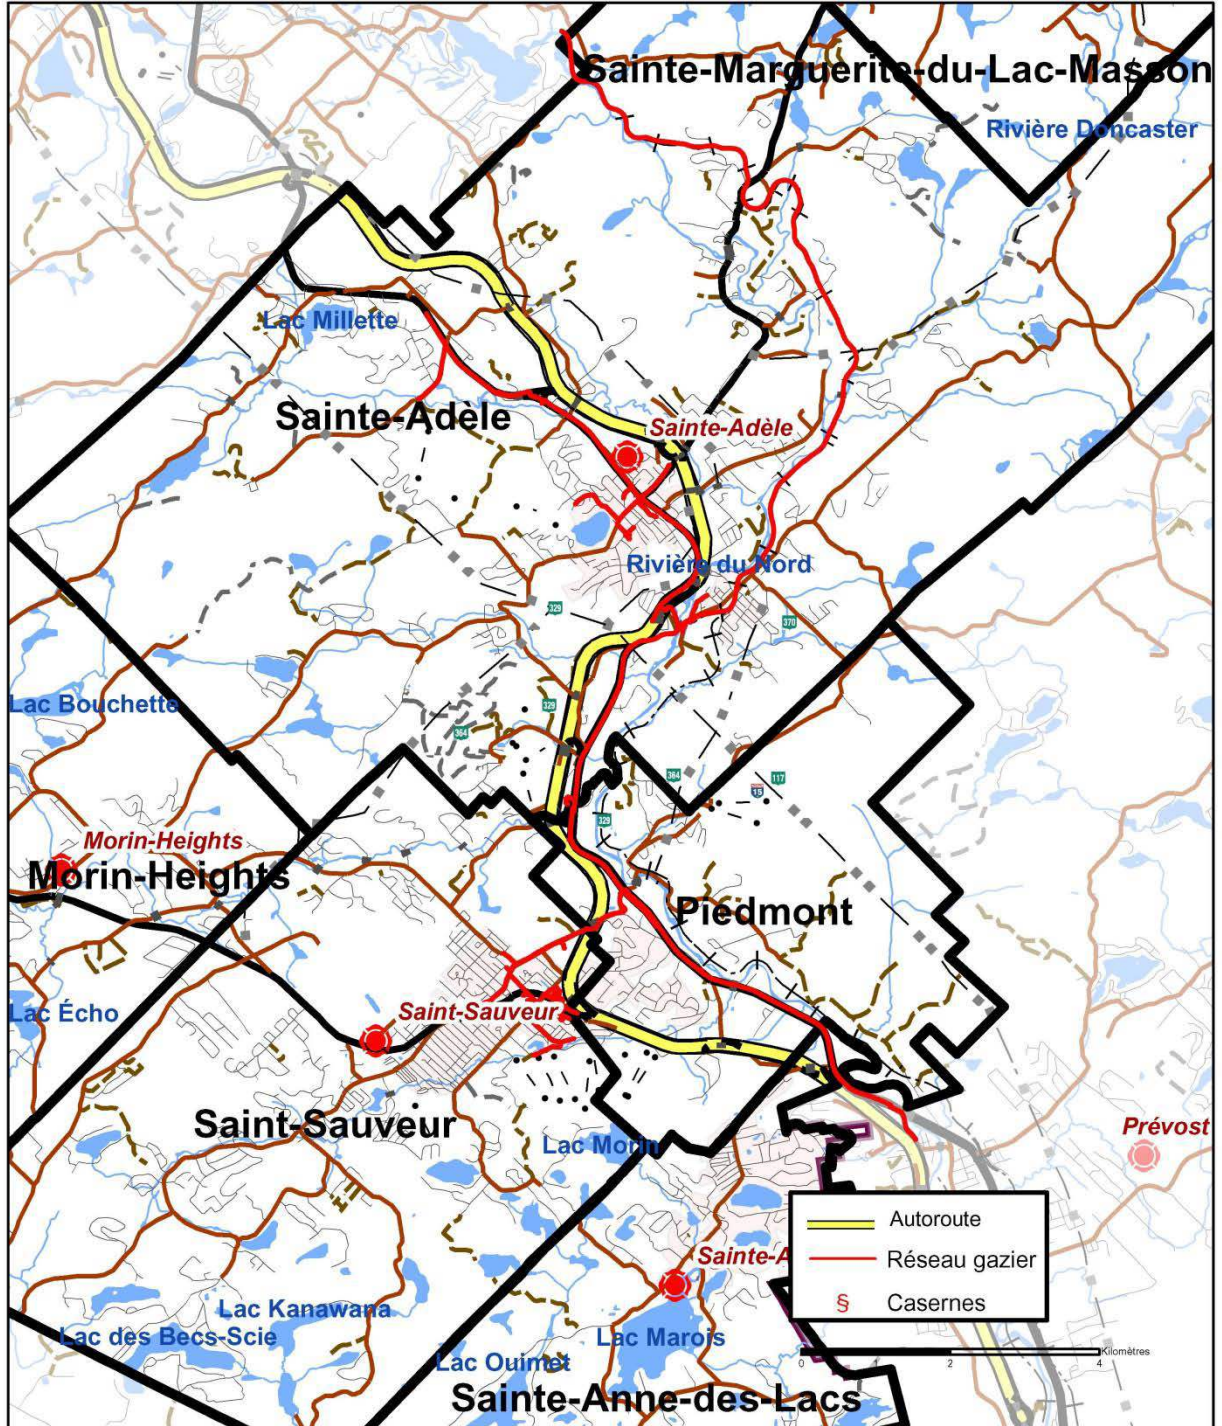 Sainte-Marguerite-du-Lac-Masson
Rivière Doncaster
Lac Millette
Sainte-Adèle
Sainte-Adèle
Rivière du Nord
329
370
Lac Bouchette
329
364
364
117
15
329
Morin-Heights
Morin-Heights
Piedmont
Lac Écho
Saint-Sauveur
Saint-Sauveur
Lac Morin
Prévost
Autoroute
Sainte-A
Réseau gazier
§ Casernes
Lac Kanawana
Lac des Becs-Scie
Lac Marois
Lac Ouimet
0 1 2 4 Kilomètres
Sainte-Anne-des-Lacs